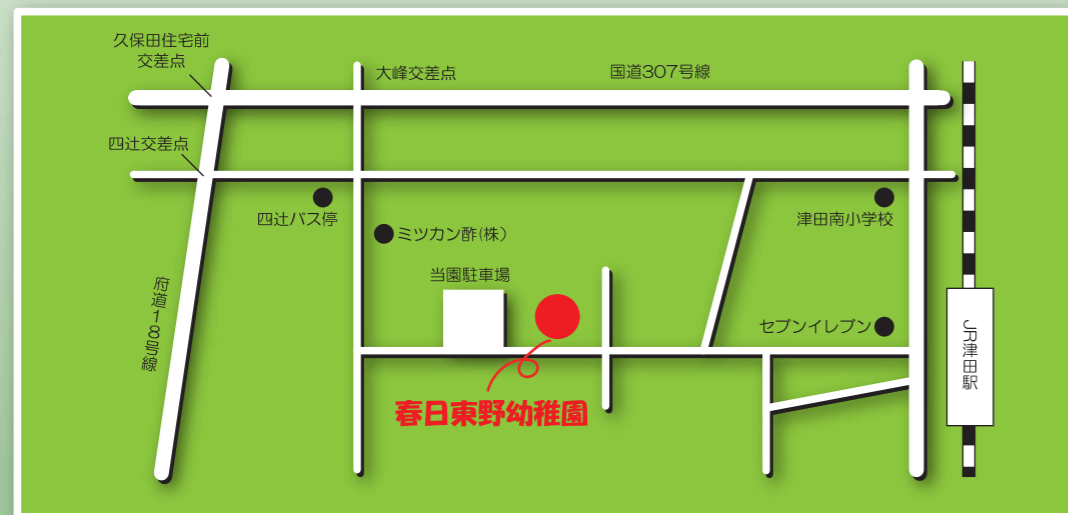 久保田住宅前
交差点
大峰交差点
国道307号線
四辻交差点
四辻バス停
津田南小学校
ミツカン酢(株)
当園駐車場
府道18号線
セブンイレブン
JR津田駅
春日東野幼稚園